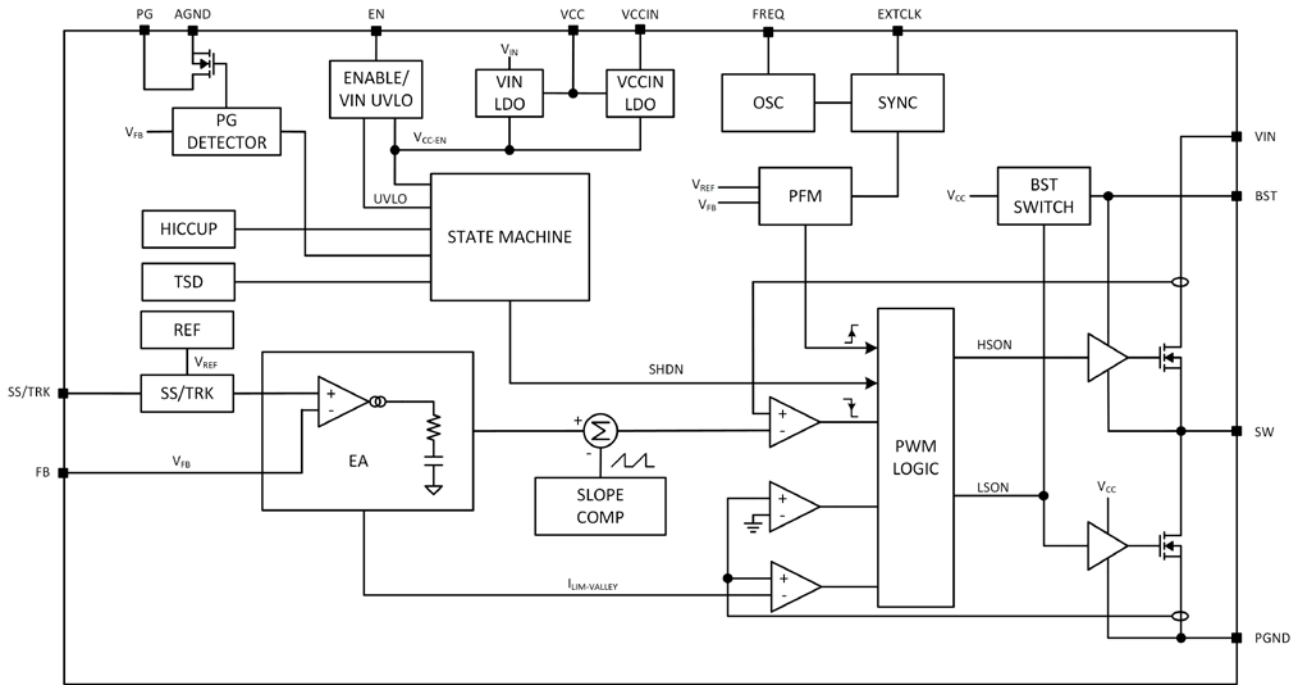 PG
AGND
EN
VCC
VCCIN
FREQ
EXTCLK
VIN
ENABLE/
VIN UVLO
VIN
LDO
VCCIN
LDO
OSC
SYNC
VFB
PG
DETECTOR
VCC-EN
VIN
UVLO
VREF
VFB
PFM
VCC
BST
SWITCH
BST
HICCUP
STATE MACHINE
TSD
REF
VREF
HSON
SHDN
SS/TRK
SS/TRK
+
-
+
Σ
-
+
-
PWM
LOGIC
SW
FB
VFB
EA
SLOPE
COMP
LSON
VCC
+
-
ILIM-VALLEY
+
-
PGND